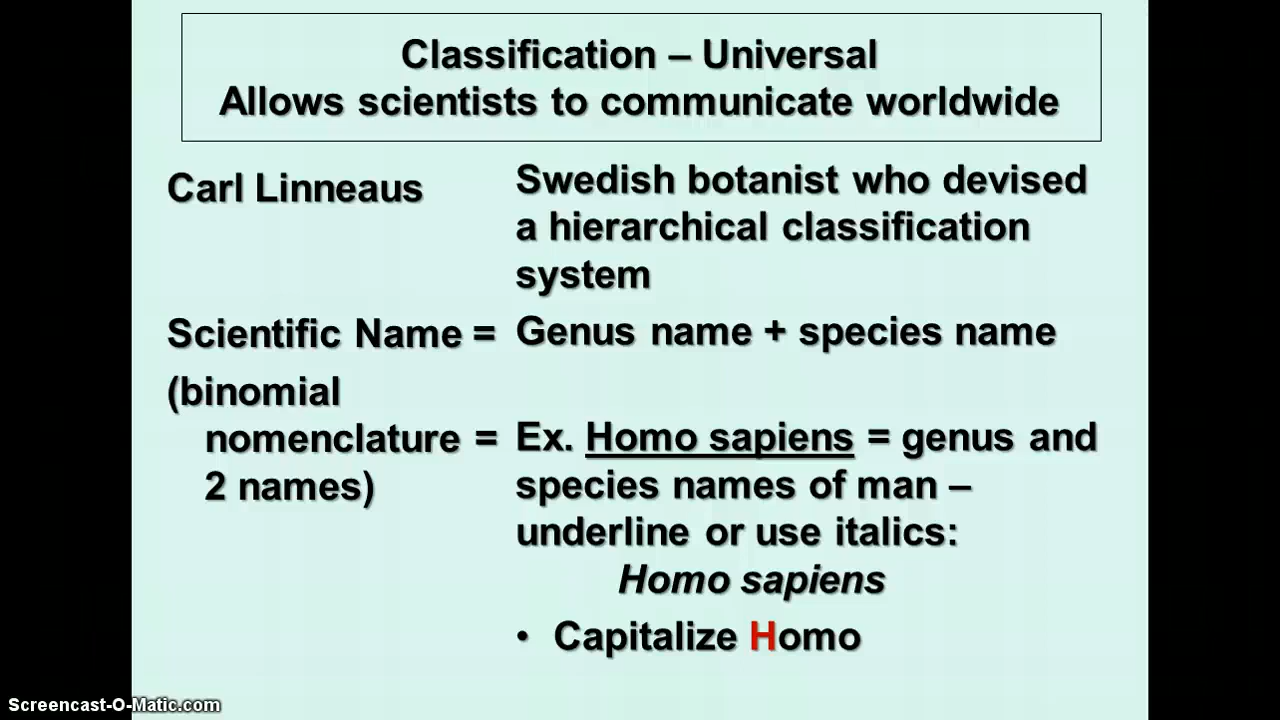 Classification – Universal
Allows scientists to communicate worldwide
Carl Linneaus
Swedish botanist who devised
a hierarchical classification
system
Scientific Name =
Genus name + species name
(binomial
nomenclature =
2 names)
Ex. Homo sapiens = genus and
species names of man –
underline or use italics:
Homo sapiens
• Capitalize Homo
Screencast-O-Matic.com